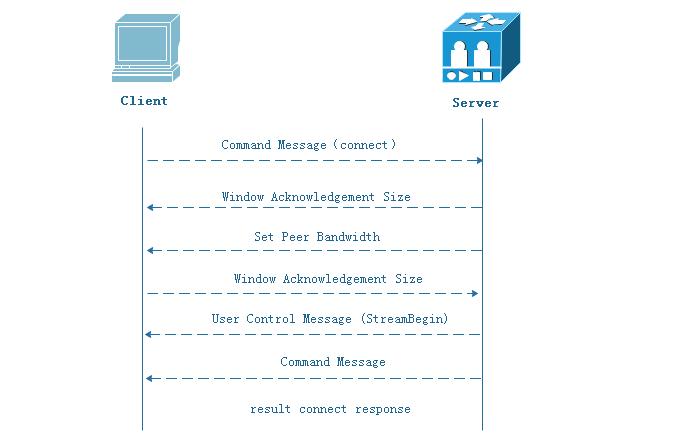 Client
Server
Command Message (connect)
Window Acknowledgement Size
Set Peer Bandwidth
Window Acknowledgement Size
User Control Message (StreamBegin)
Command Message
result connect response